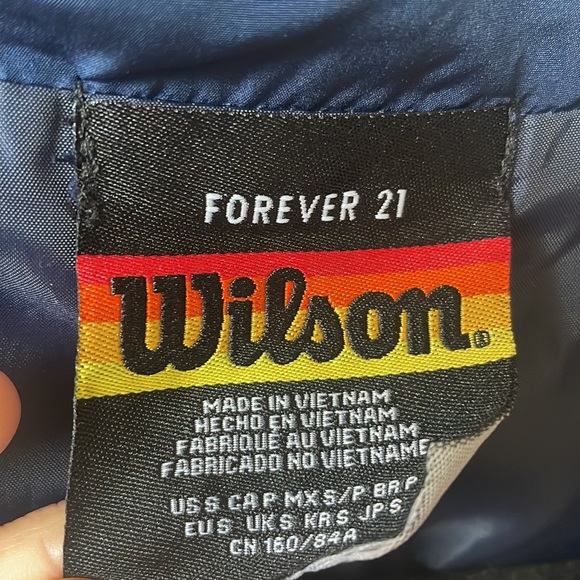 FOREVER 21
Wilson®
MADE IN VIETNAM
HECHO EN VIETNAM
FABRIQUÉ AU VIETNAM
FABRICADO NO VIETNAME
US S CA P MX S/P BR P
EU S UK S KR S JP S
CN 160/84A